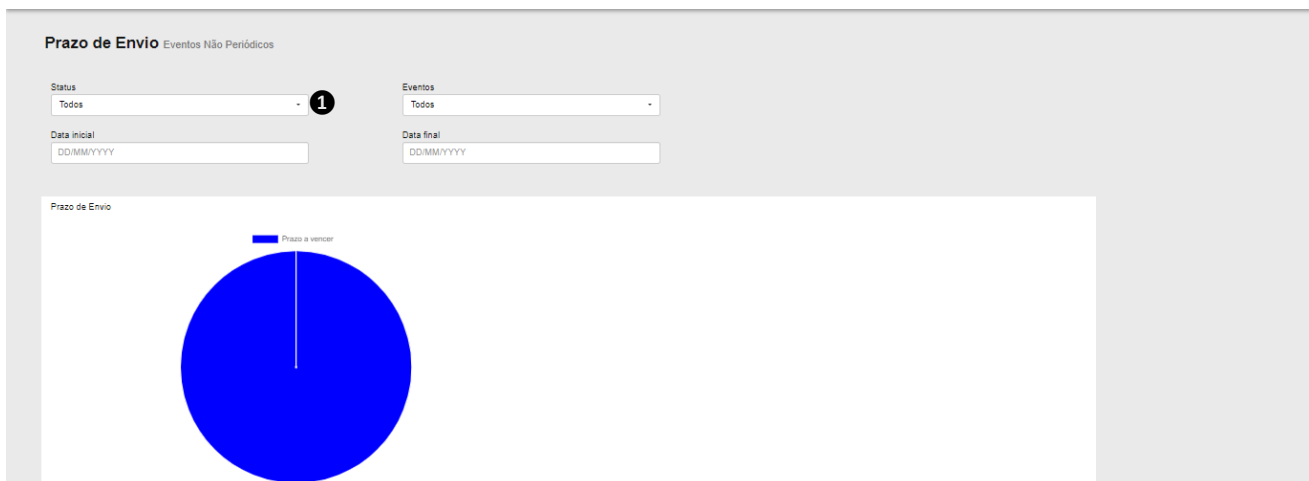 Prazo de Envio Eventos Não Periódicos
Status
Eventos
Todos
1
Todos
Data inicial
Data final
DD/MM/YYYY
DD/MM/YYYY
Prazo de Envio
Prazo a vencer